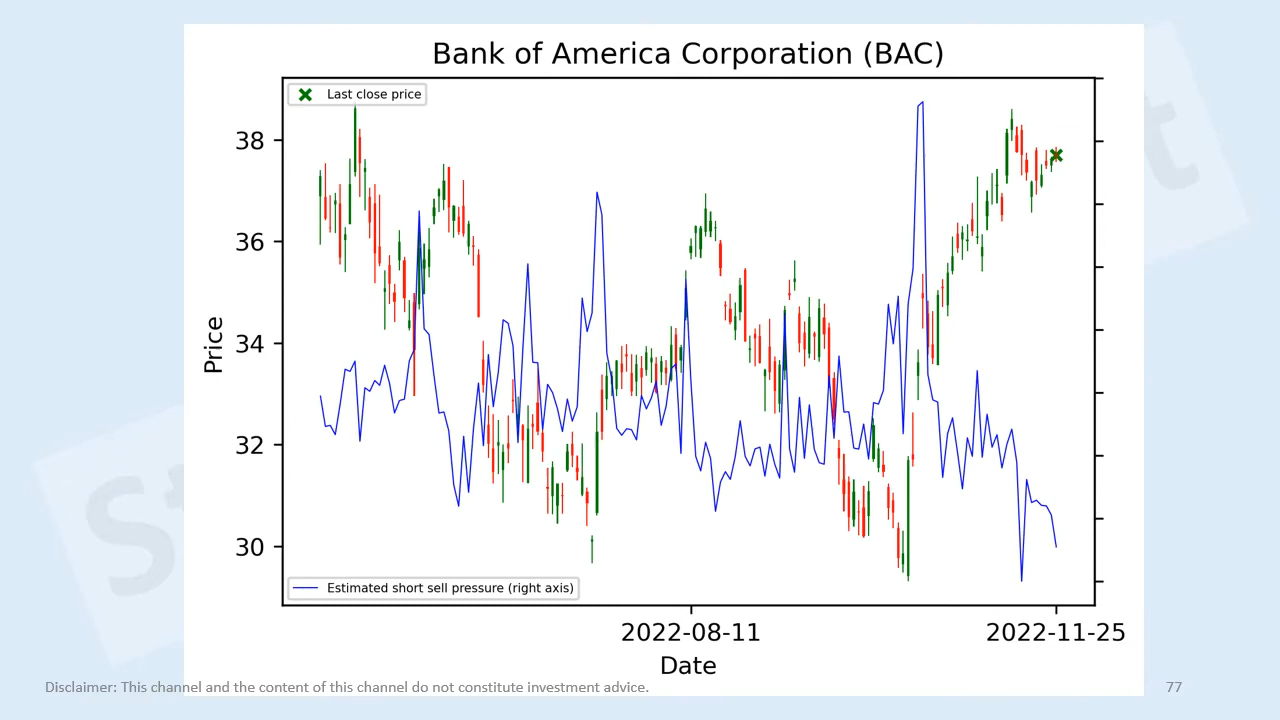 Bank of America Corporation (BAC)
Last close price
38
36
34
32
30
Price
Estimated short sell pressure (right axis)
2022-08-11
2022-11-25
Date
Disclaimer: This channel and the content of this channel do not constitute investment advice.
77